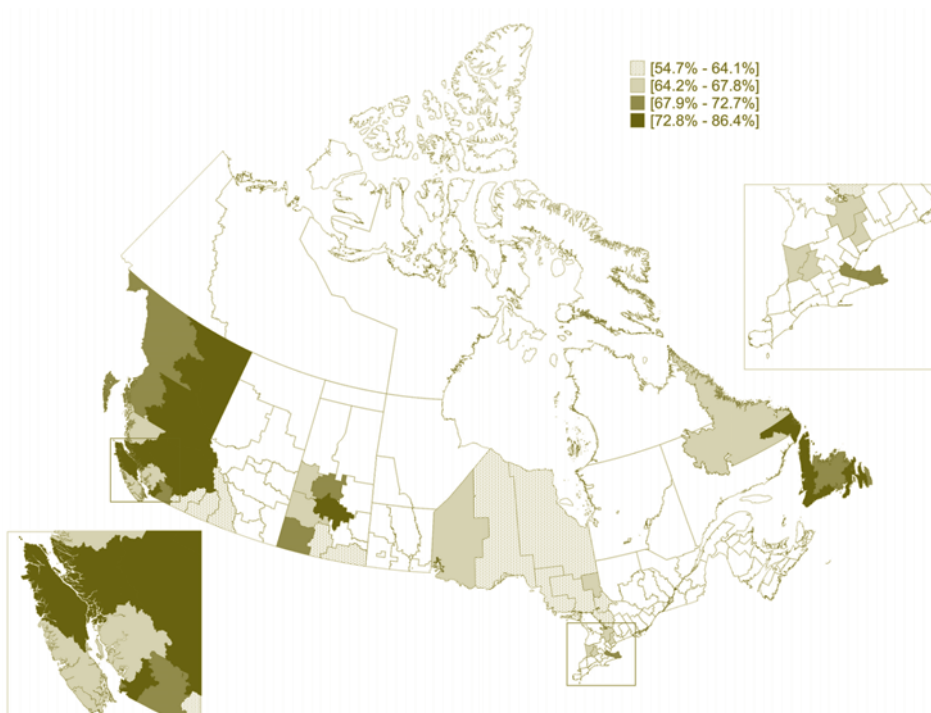 [54.7% - 64.1%]
[64.2% - 67.8%]
[67.9% - 72.7%]
[72.8% - 86.4%]